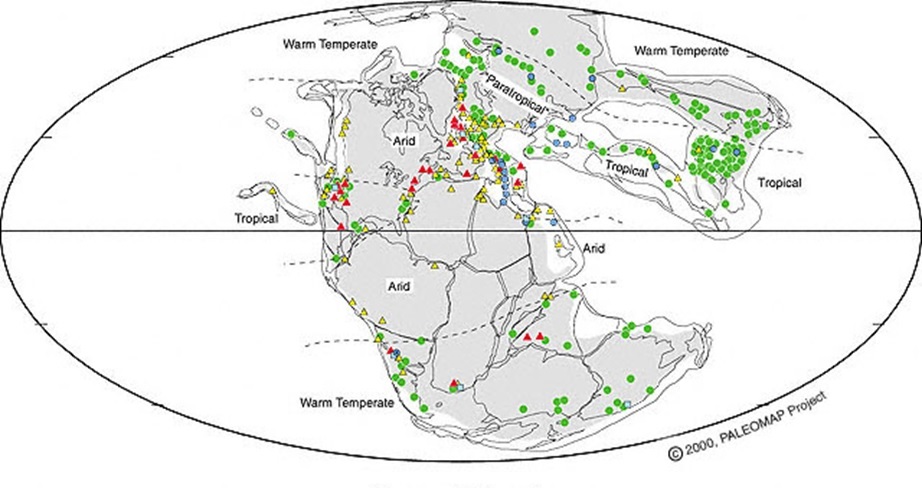 Warm Temperate
Warm Temperate
Paratropical
Arid
Tropical
Tropical
Tropical
Arid
Arid
Warm Temperate
© 2000, PALEOMAP Project